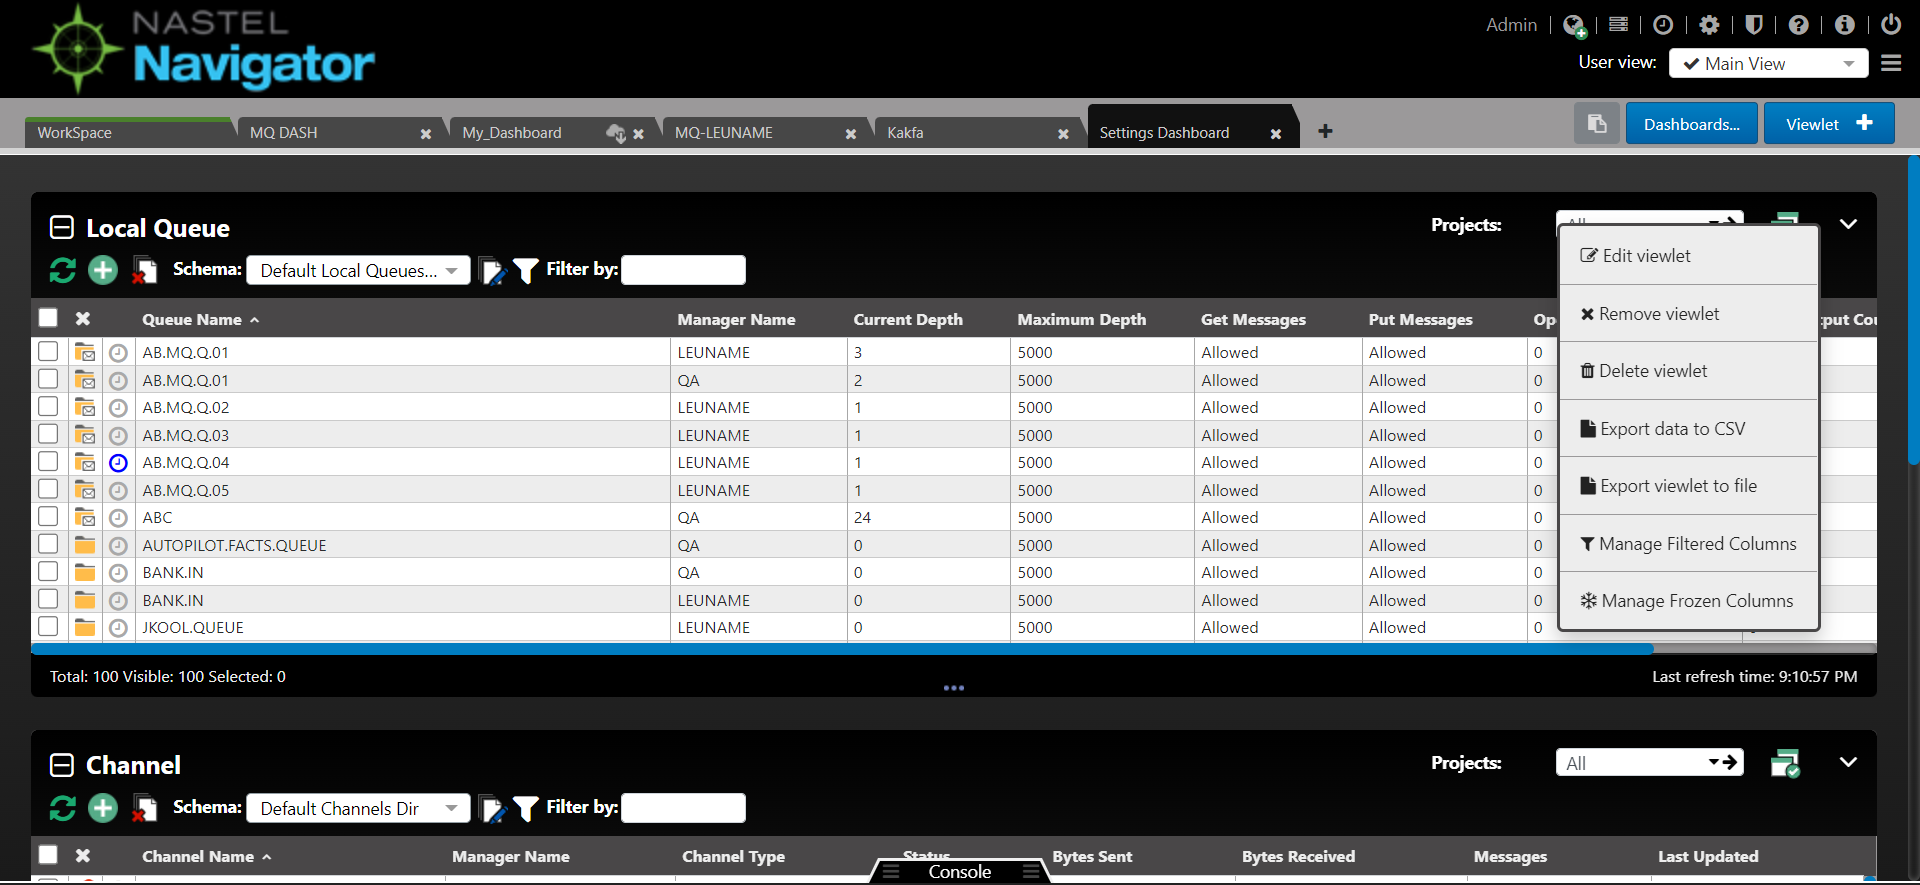 NASTEL
Navigator
Admin
User view: Main View
WorkSpace MQ DASH My_Dashboard MQ-LEUNAME Kakfa Settings Dashboard
Dashboards... Viewlet
Local Queue
Projects: All
Schema: Default Local Queues... Filter by:
Queue Name Manager Name Current Depth Maximum Depth Get Messages Put Messages
AB.MQ.Q.01 LEUNAME 3 5000 Allowed Allowed 0
AB.MQ.Q.01 QA 2 5000 Allowed Allowed 0
AB.MQ.Q.02 LEUNAME 1 5000 Allowed Allowed 0
AB.MQ.Q.03 LEUNAME 1 5000 Allowed Allowed 0
AB.MQ.Q.04 LEUNAME 1 5000 Allowed Allowed 0
AB.MQ.Q.05 LEUNAME 1 5000 Allowed Allowed 0
ABC QA 24 5000 Allowed Allowed 0
AUTOPILOT.FACTS.QUEUE QA 0 5000 Allowed Allowed 0
BANK.IN QA 0 5000 Allowed Allowed 0
BANK.IN LEUNAME 0 5000 Allowed Allowed 0
JKOOL.QUEUE LEUNAME 0 5000 Allowed Allowed 0
Edit viewlet
Remove viewlet
Delete viewlet
Export data to CSV
Export viewlet to file
Manage Filtered Columns
Manage Frozen Columns
Total: 100 Visible: 100 Selected: 0
Last refresh time: 9:10:57 PM
Channel
Projects: All
Schema: Default Channels Dir Filter by:
Channel Name Manager Name Channel Type Status Bytes Sent Bytes Received Messages Last Updated
Console